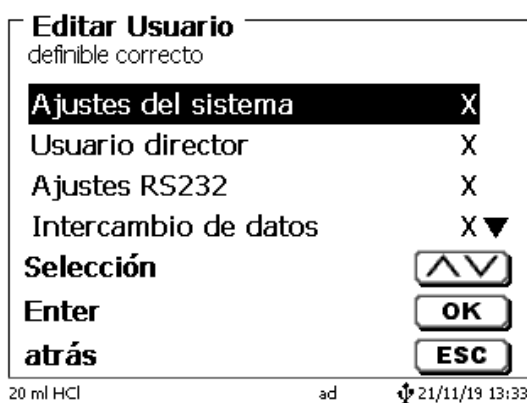 Editar Usuario
definible correcto
Ajustes del sistema X
Usuario director X
Ajustes RS232 X
Intercambio de datos X
Selección
Enter OK
atrás ESC
20 ml HCl ad 21/11/19 13:33